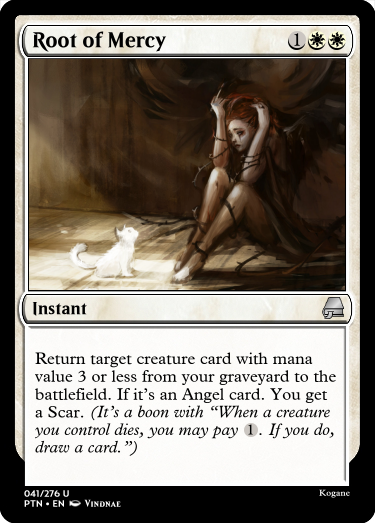 Root of Mercy 1
Instant
Return target creature card with mana
value 3 or less from your graveyard to the
battlefield. If it's an Angel card. You get
a Scar. (It's a boon with “When a creature
you control dies, you may pay 1. If you do,
draw a card.”)
041/276 U
PTN • EN Vindnae
Kogane